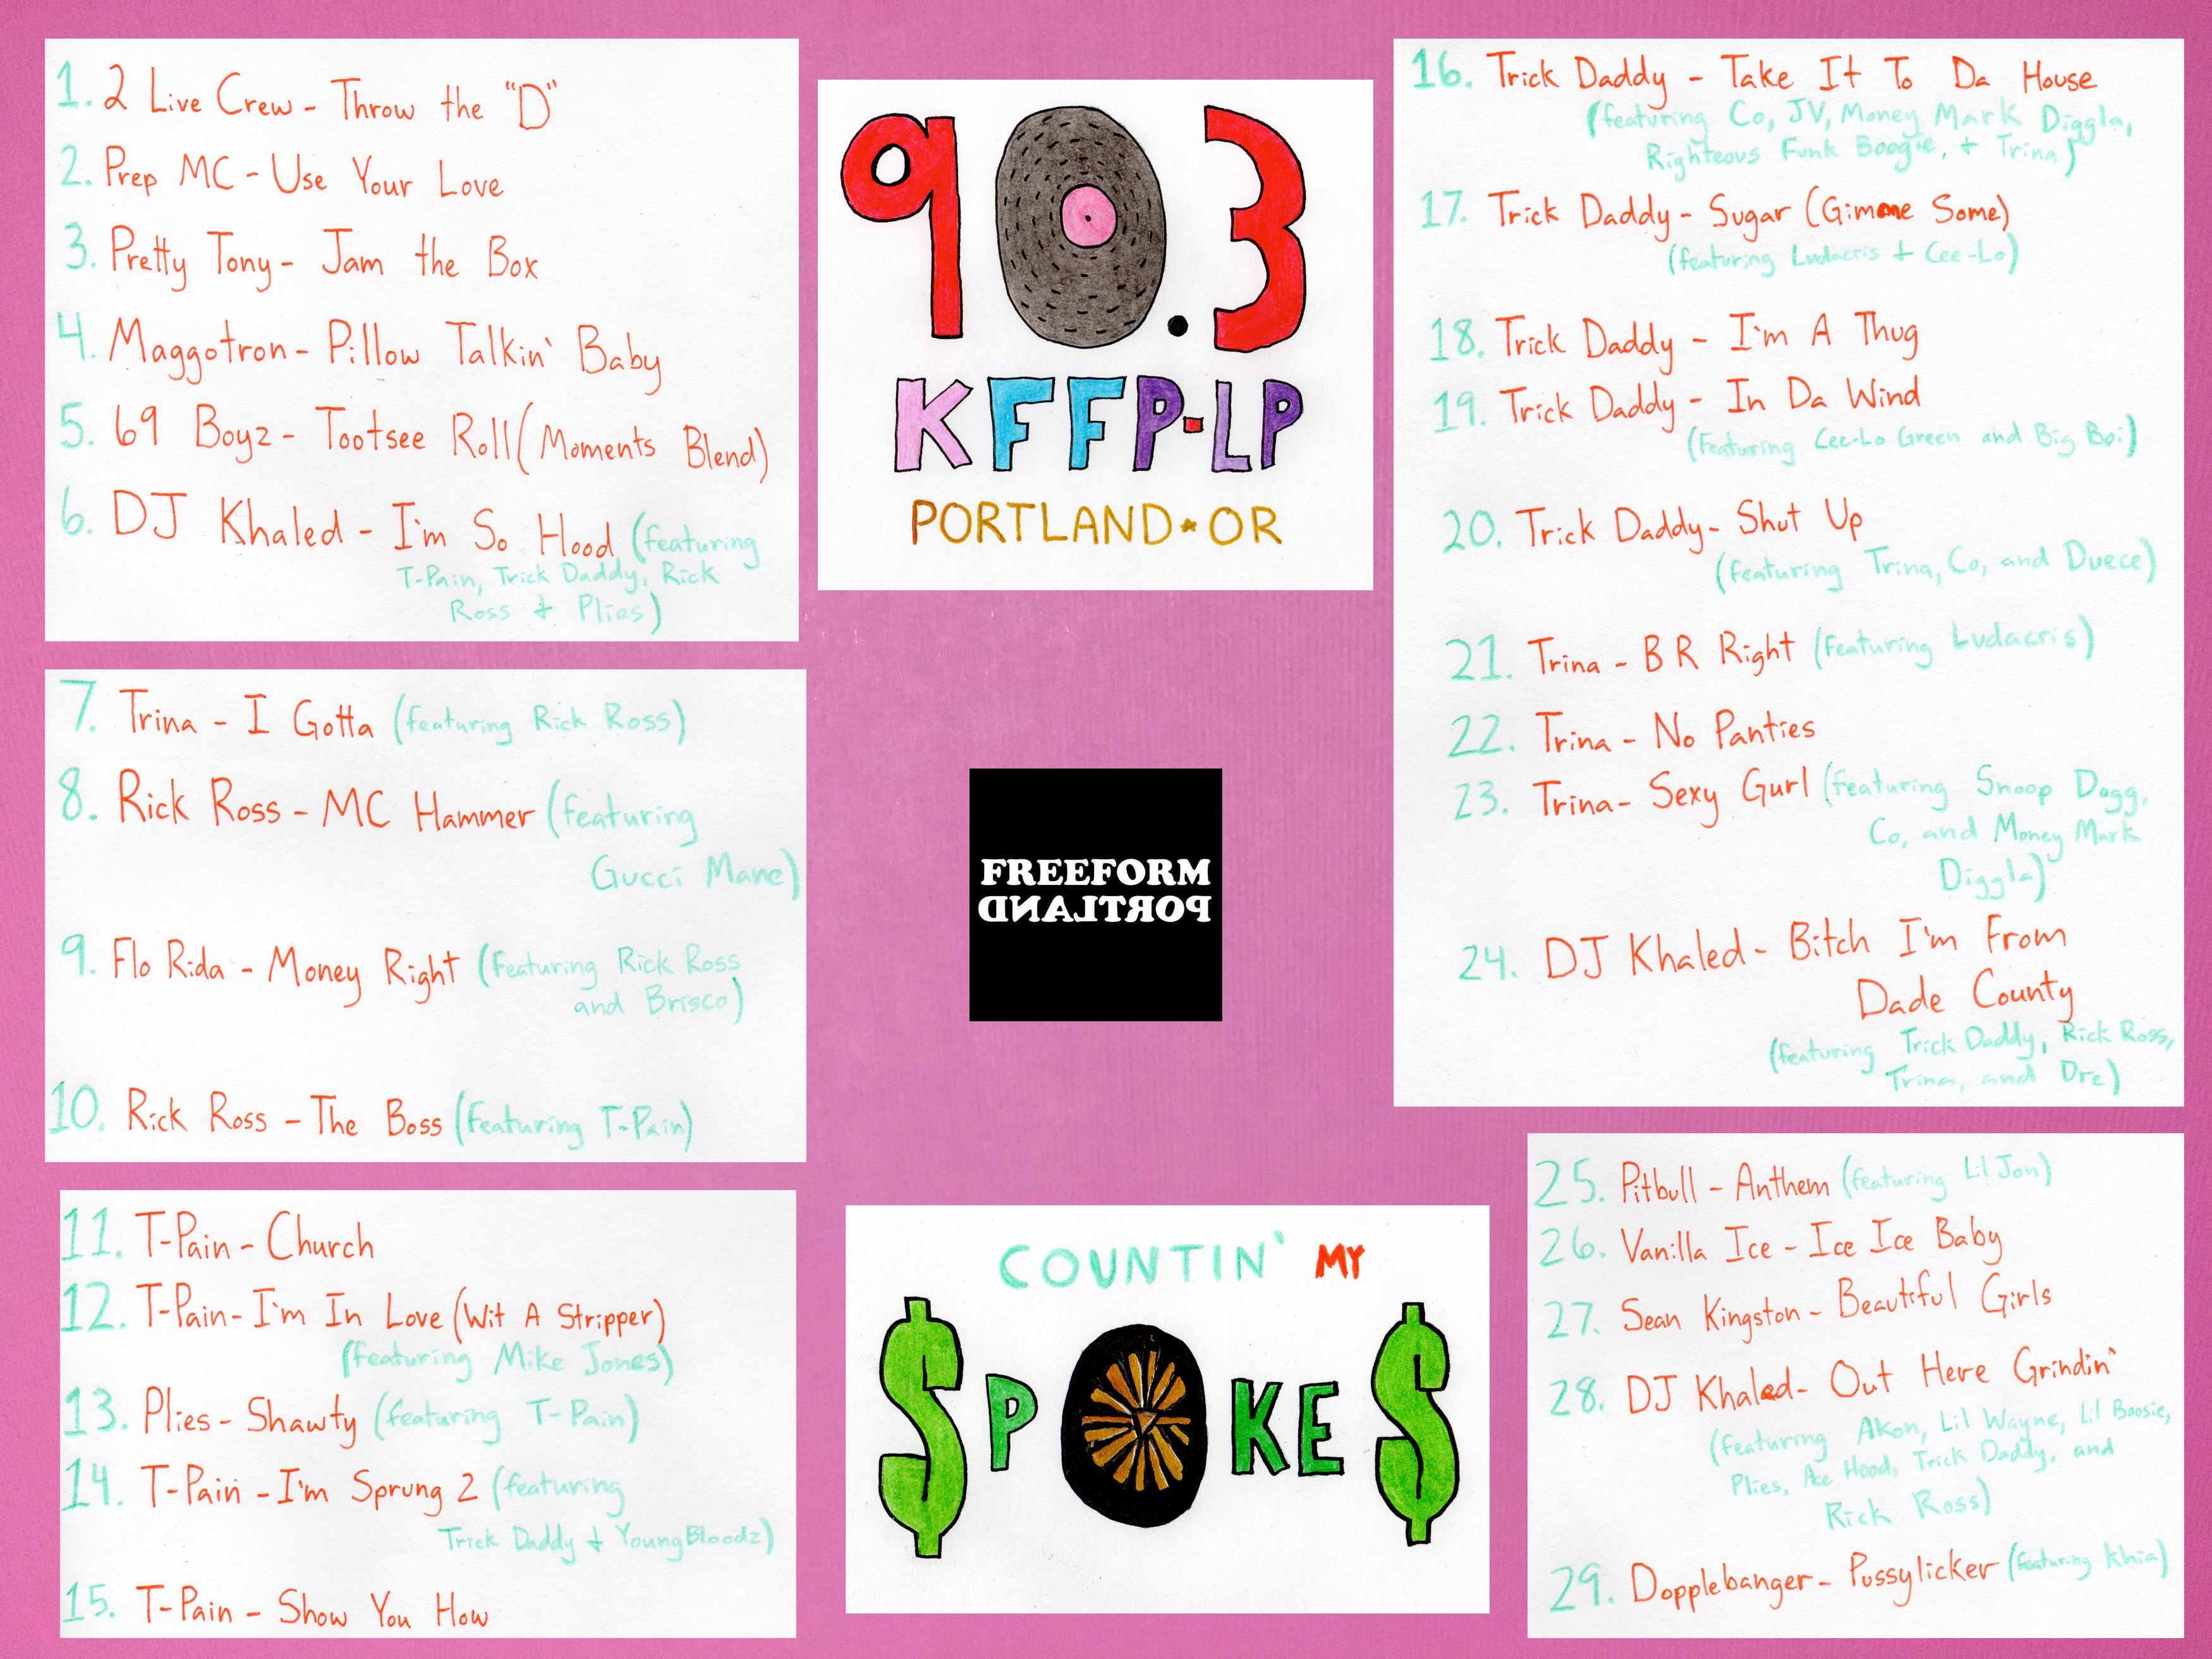 1. 2 Live Crew - Throw the "D"
2. Prep MC - Use Your Love
3. Pretty Tony - Jam the Box
4. Maggotron - Pillow Talkin' Baby
5. 69 Boyz - Tootsee Roll (Moments Blend)
6. DJ Khaled - I'm So Hood (featuring
T-Pain, Trick Daddy, Rick
Ross + Plies)
7. Trina - I Gotta (featuring Rick Ross)
8. Rick Ross - MC Hammer (featuring
Gucci Mane)
9. Flo Rida - Money Right (Featuring Rick Ross
and Brisco)
10. Rick Ross - The Boss (Featuring T-Pain)
11. T-Pain - Church
12. T-Pain - I'm In Love (Wit A Stripper)
(featuring Mike Jones)
13. Plies - Shawty (featuring T-Pain)
14. T-Pain - I'm Sprung 2 (featuring
Trick Daddy + YoungBloodz)
15. T-Pain - Show You How
90.3
KFFP-LP
PORTLAND★OR
FREEFORM
PORTLAND
COUNTIN' MY
$POKE$
16. Trick Daddy - Take It To Da House
(featuring Co, JV, Money Mark Diggla,
Righteous Funk Boogie, + Trina)
17. Trick Daddy - Sugar (Gimme Some)
(featuring Ludacris + Cee-Lo)
18. Trick Daddy - I'm A Thug
19. Trick Daddy - In Da Wind
(Featuring Cee-Lo Green and Big Boi)
20. Trick Daddy - Shut Up
(featuring Trina, Co, and Duece)
21. Trina - B R Right (featuring Ludacris)
22. Trina - No Panties
23. Trina - Sexy Gurl (featuring Snoop Dogg,
Co, and Money Mark
Diggla)
24. DJ Khaled - Bitch I'm From
Dade County
(featuring Trick Daddy, Rick Ross,
Trina, and Dre)
25. Pitbull - Anthem (featuring Lil Jon)
26. Vanilla Ice - Ice Ice Baby
27. Sean Kingston - Beautiful Girls
28. DJ Khaled - Out Here Grindin'
(featuring Akon, Lil Wayne, Lil Boosie,
Plies, Ace Hood, Trick Daddy, and
Rick Ross)
29. Dopplebanger - Pussylicker (featuring Khia)